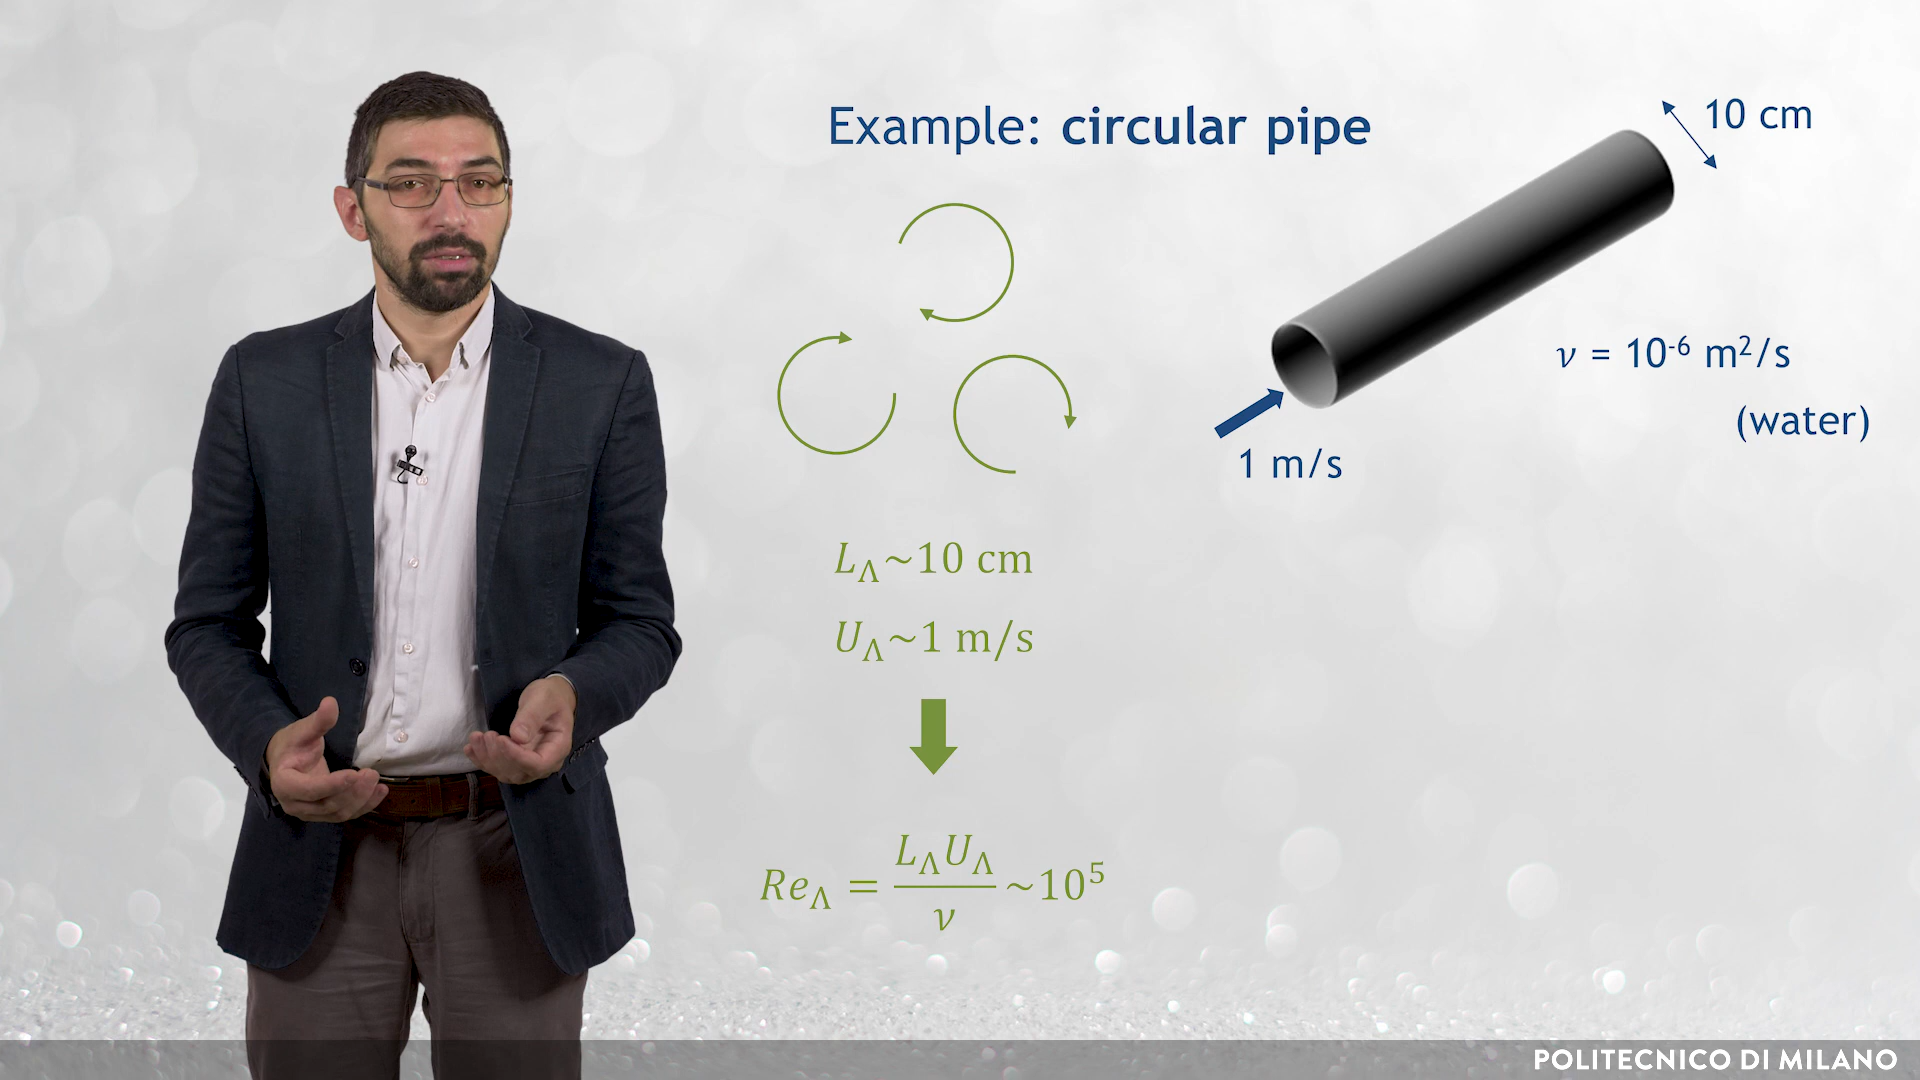 Example: circular pipe
10 cm
ν = 10⁻⁶ m²/s
(water)
1 m/s
L_Λ~10 cm
U_Λ~1 m/s
Re_Λ = L_ΛU_Λ/ν ~10⁵
POLITECNICO DI MILANO